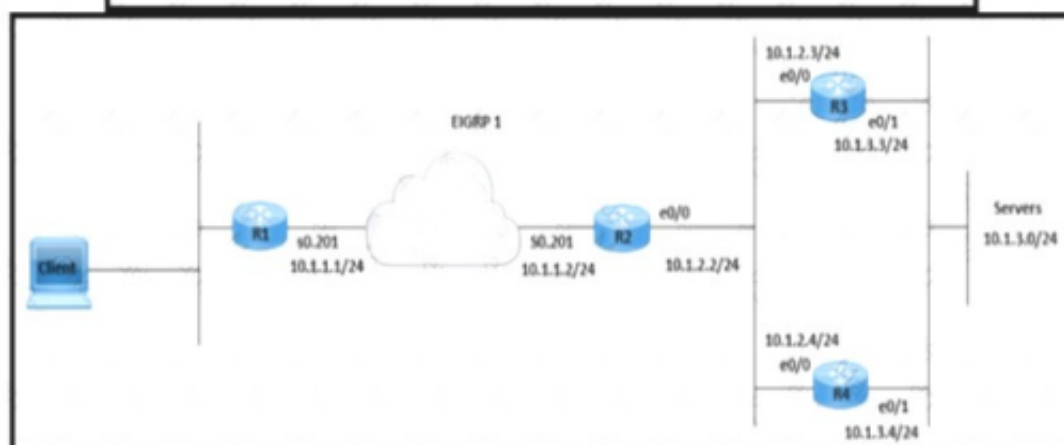 EIGRP 1
Client
R1
s0.201
10.1.1.1/24
S0.201
10.1.1.2/24
R2
e0/0
10.1.2.2/24
10.1.2.3/24
e0/0
R3
e0/1
10.1.3.3/24
Servers
10.1.3.0/24
10.1.2.4/24
e0/0
R4
e0/1
10.1.3.4/24